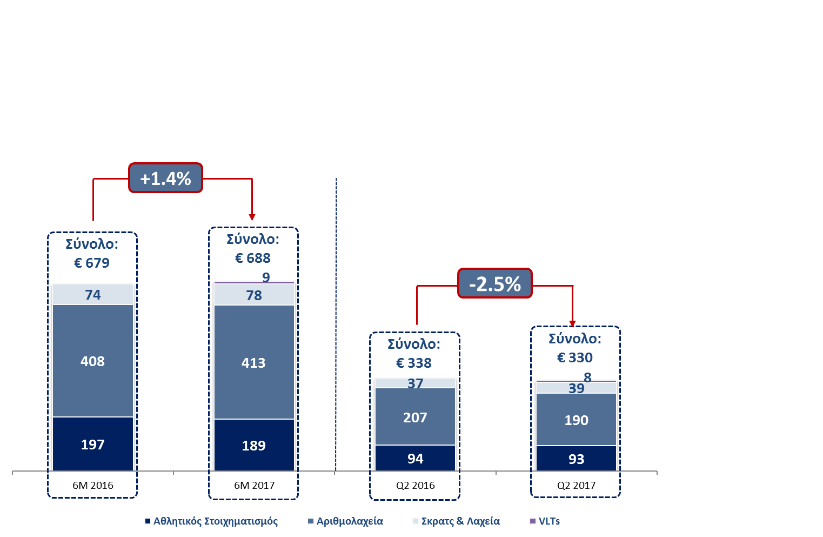 +1.4%
Σύνολο:
€ 679
74
408
197
6M 2016
Σύνολο:
€ 688
9
78
413
189
6M 2017
-2.5%
Σύνολο:
€ 338
37
207
94
Q2 2016
Σύνολο:
€ 330
8
39
190
93
Q2 2017
Αθλητικός Στοιχηματισμός
Αριθμολαχεία
Σκρατς & Λαχεία
VLTs